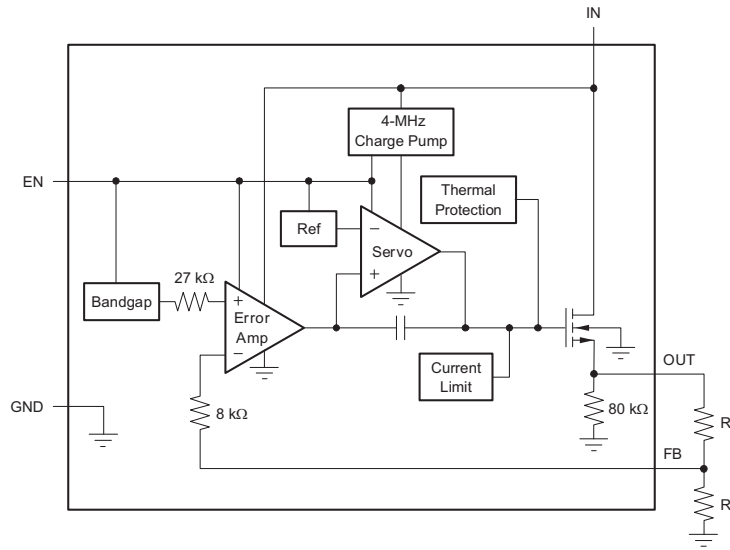 IN
4-MHz
Charge Pump
EN
Thermal
Protection
Ref
−
Servo
+
27 kΩ
Bandgap
+
Error
Amp
−
Current
Limit
OUT
GND
8 kΩ
80 kΩ
R
FB
R